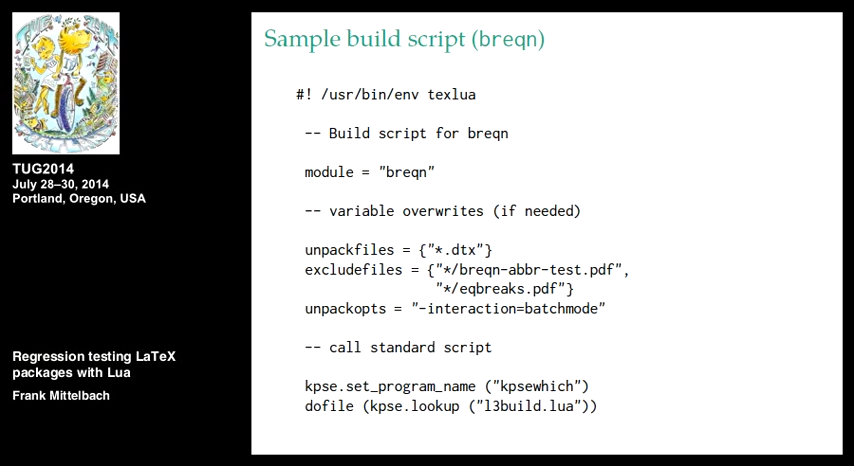 Sample build script (breqn)
#! /usr/bin/env texlua
-- Build script for breqn
module = "breqn"
-- variable overwrites (if needed)
unpackfiles = {"*.dtx"}
excludefiles = {"*/breqn-abbr-test.pdf",
"*/eqbreaks.pdf"}
unpackopts = "-interaction=batchmode"
-- call standard script
kpse.set_program_name ("kpsewhich")
dofile (kpse.lookup ("l3build.lua"))
TUG2014
July 28–30, 2014
Portland, Oregon, USA
Regression testing LaTeX
packages with Lua
Frank Mittelbach